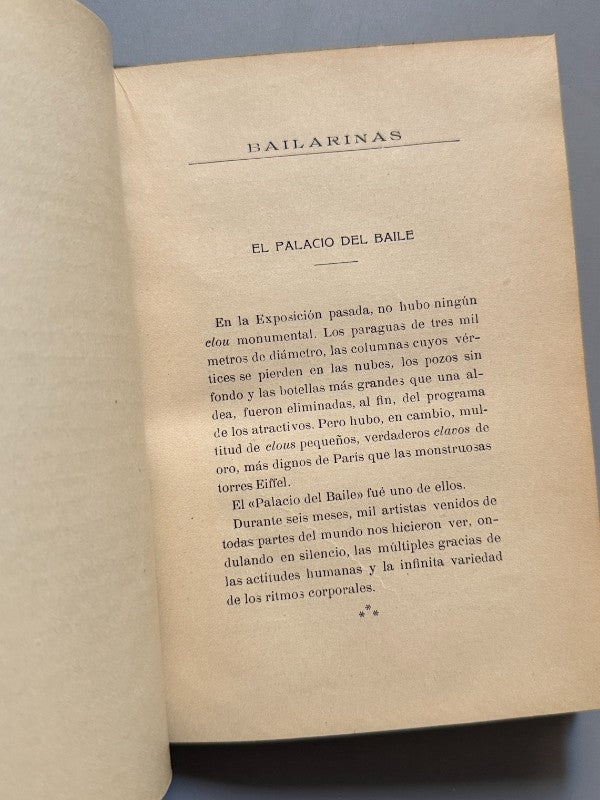 BAILARINAS
EL PALACIO DEL BAILE
En la Exposición pasada, no hubo ningún
clou monumental. Los paraguas de tres mil
metros de diámetro, las columnas cuyos vér-
tices se pierden en las nubes, los pozos sin
fondo y las botellas más grandes que una al-
dea, fueron eliminadas, al fin, del programa
de los atractivos. Pero hubo, en cambio, mul-
titud de clous pequeños, verdaderos clavos de
oro, más dignos de París que las monstruosas
torres Eiffel.
El «Palacio del Baile» fué uno de ellos.
Durante seis meses, mil artistas venidos de
todas partes del mundo nos hicieron ver, on-
dulando en silencio, las múltiples gracias de
las actitudes humanas y la infinita variedad
de los ritmos corporales.
***